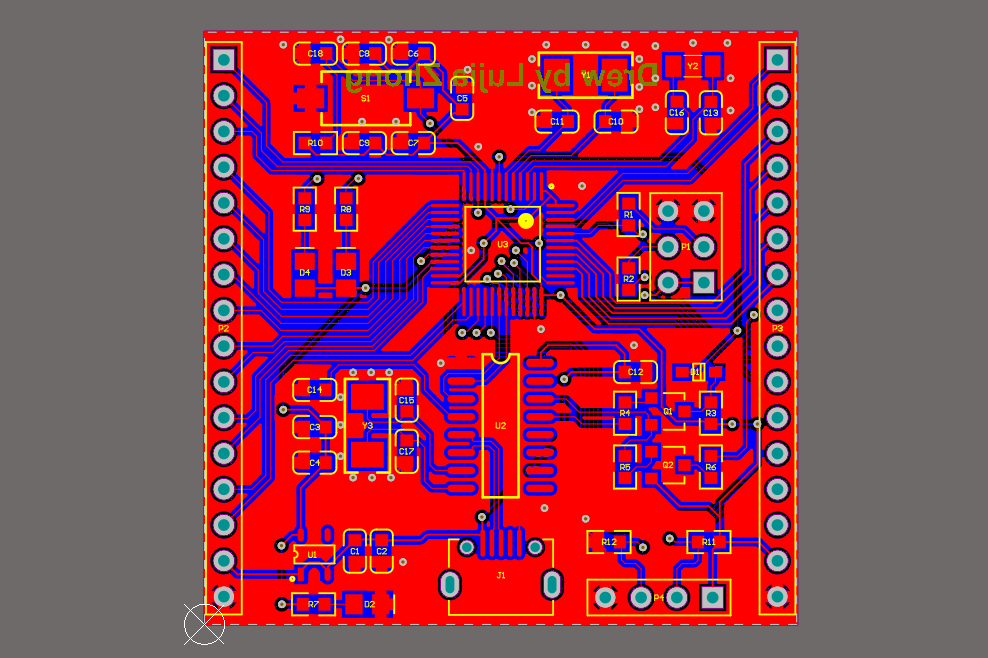 C18 C8 C6
Drew by Lujia Zhong
Y1 Y2
S1 C5
C11 C10 C16 C13
R10 C9 C7
R9 R8 R1
U3 P1
D4 D3 R2
P2 P3
C12 D1
C14 C15
R4 Q1 R3
C3 Y3 U2
C17
C4 R5 Q2 R6
R12 R11
U1 C1 C2
J1
R7 D2 P4